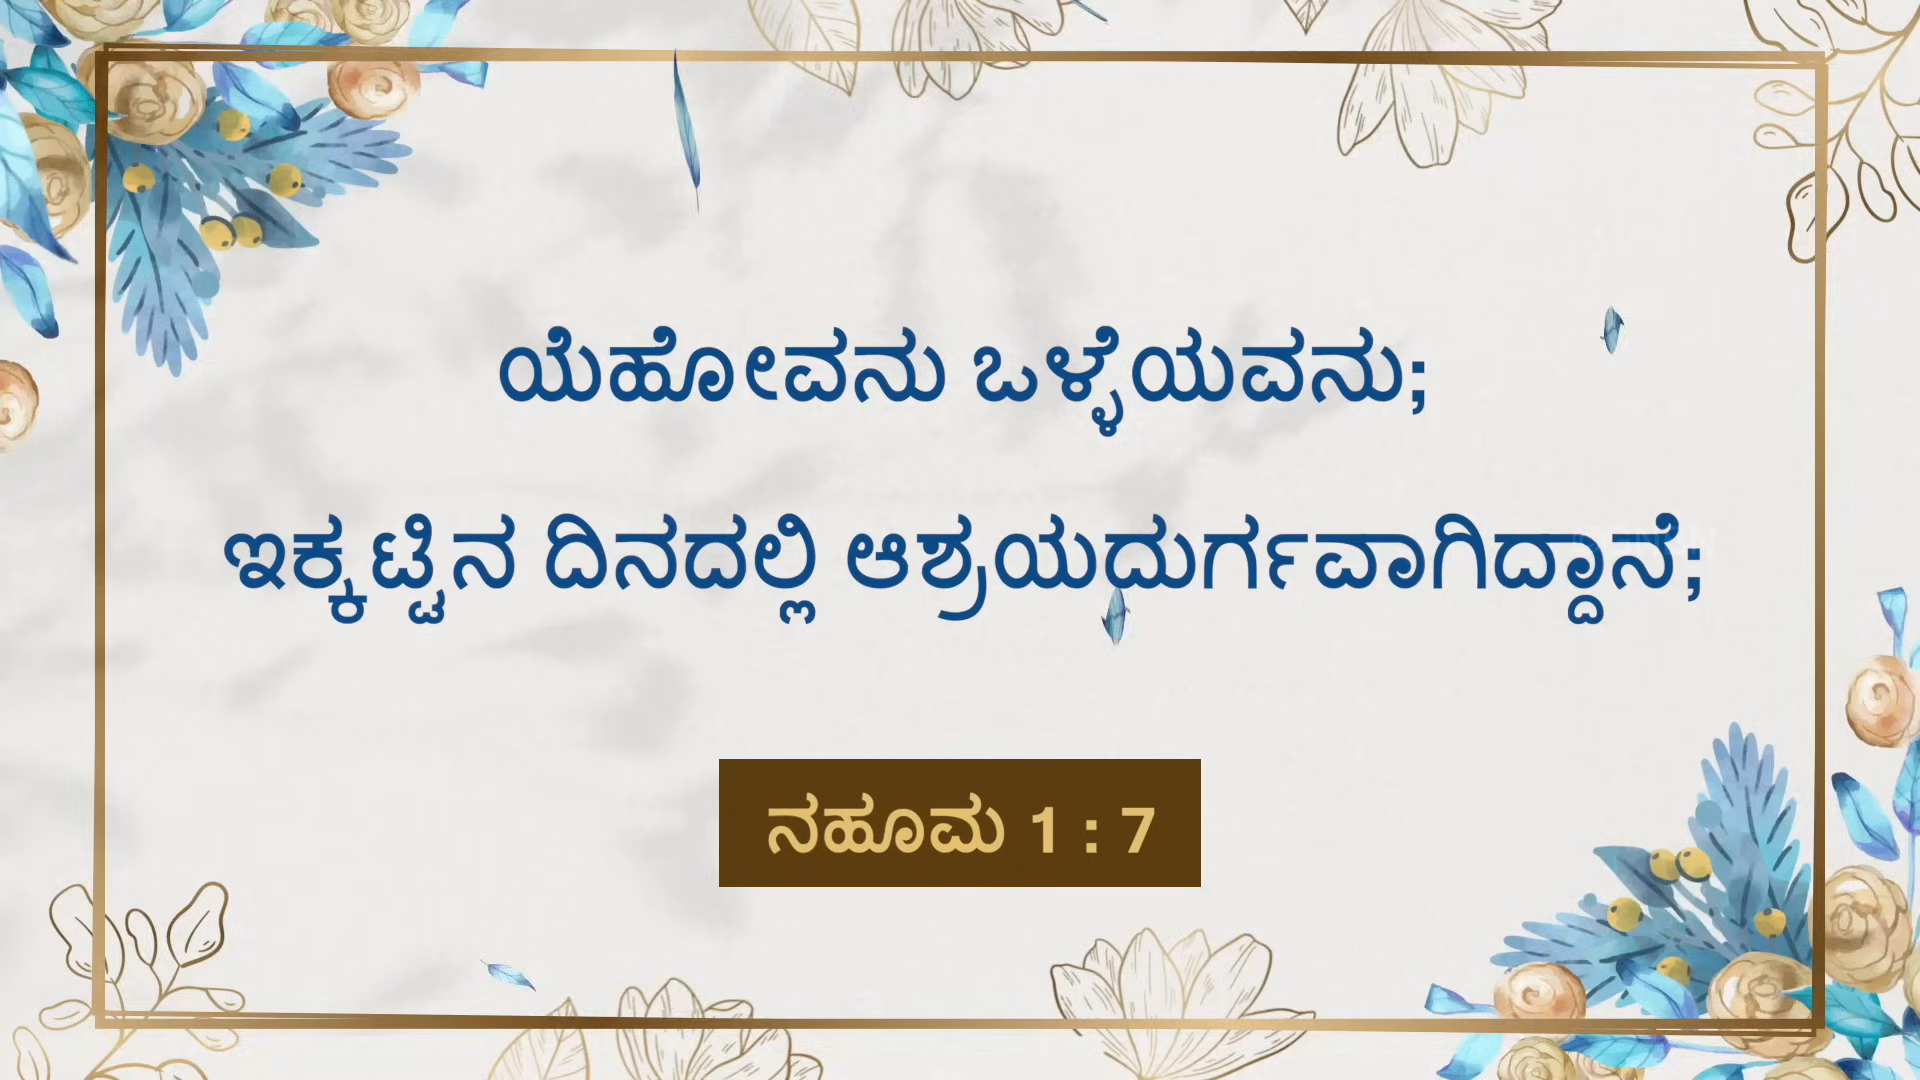 ಯೆಹೋವನು ಒಳ್ಳೆಯವನು;
ಇಕ್ಕಟ್ಟಿನ ದಿನದಲ್ಲಿ ಆಶ್ರಯದುರ್ಗವಾಗಿದ್ದಾನೆ;
ನಹೂಮ 1 : 7